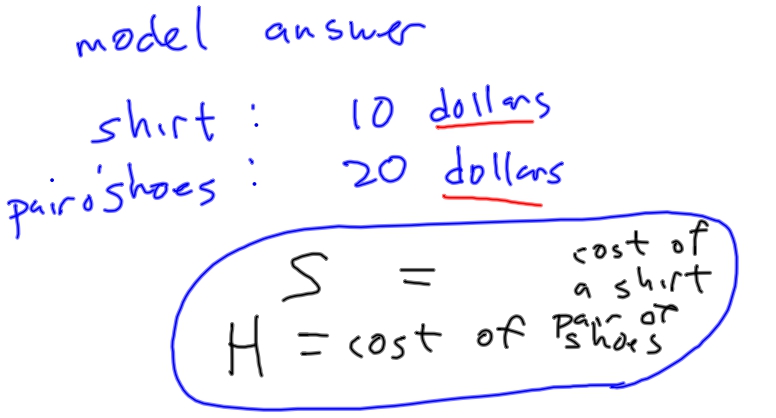 model answer
shirt : 10 dollars
pair o' shoes : 20 dollars
S = cost of a shirt
H = cost of pair of shoes